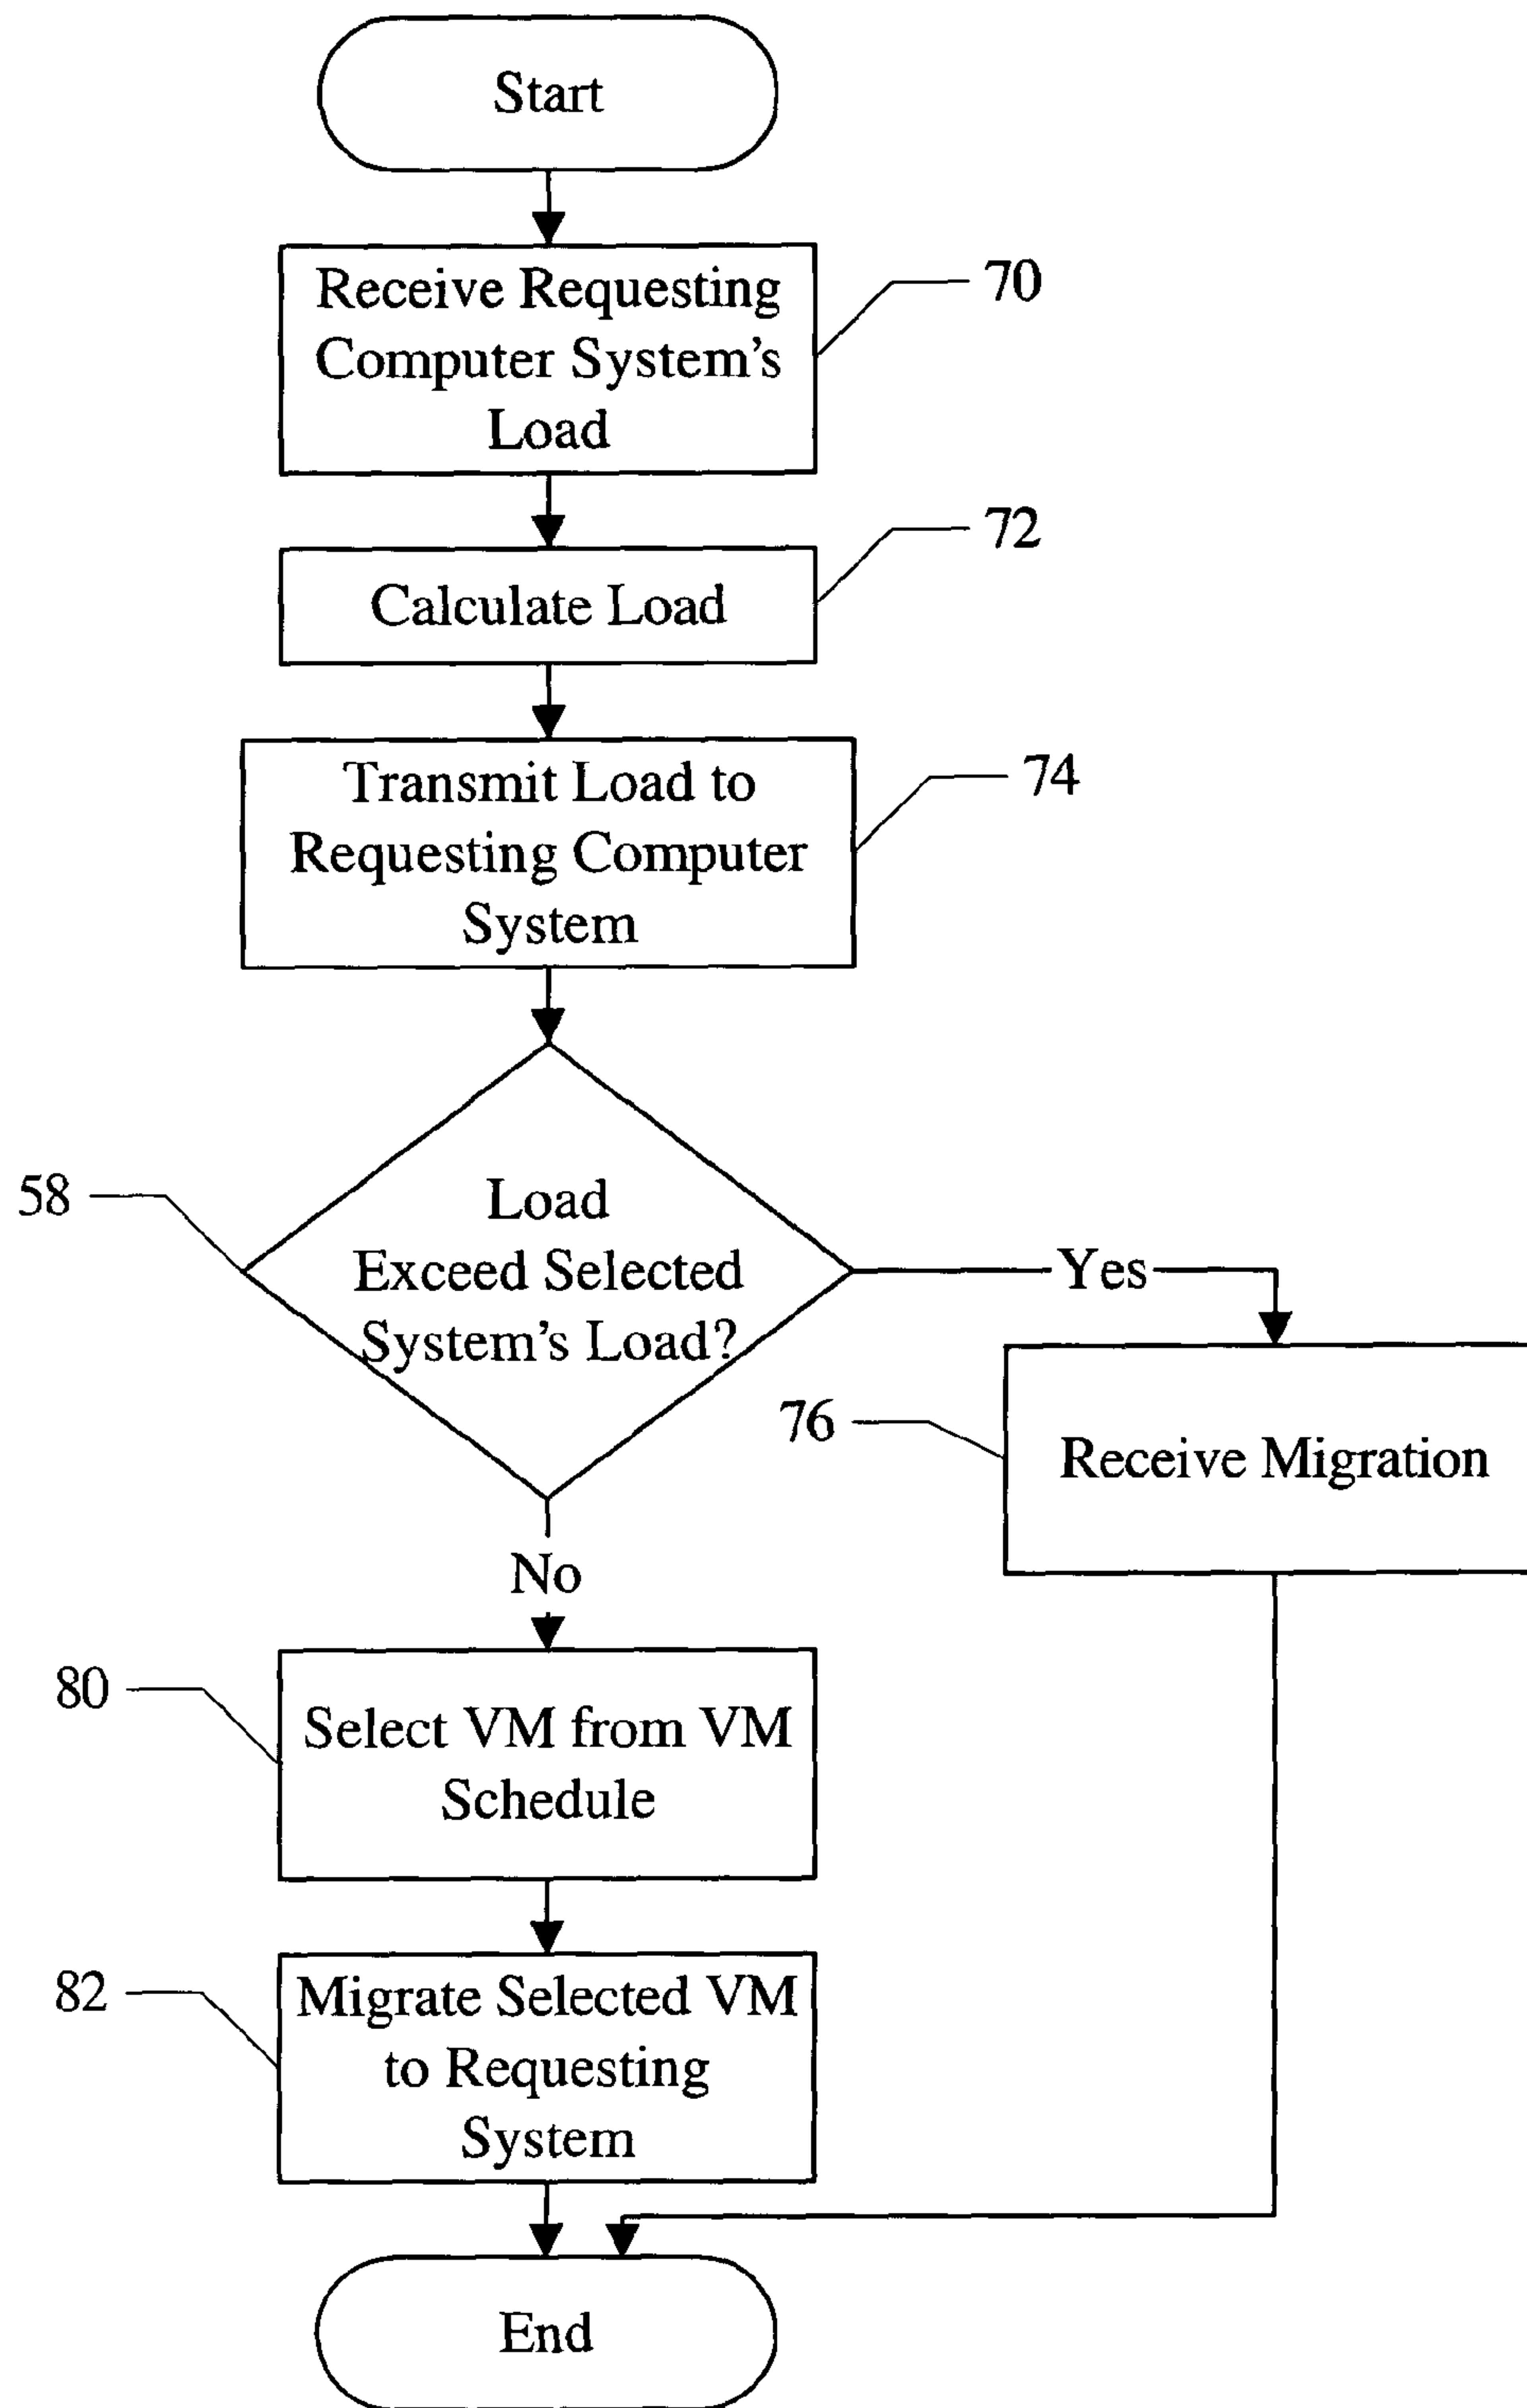 Start
Receive Requesting
Computer System's
Load
70
Calculate Load
72
Transmit Load to
Requesting Computer
System
74
58
Load
Exceed Selected
System's Load?
Yes
76
Receive Migration
No
80
Select VM from VM
Schedule
82
Migrate Selected VM
to Requesting
System
End